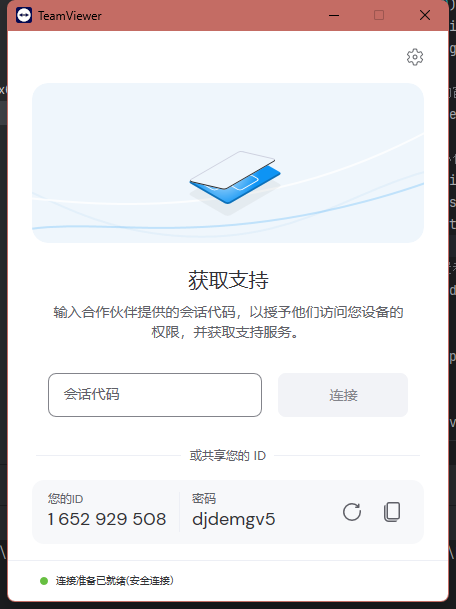 TeamViewer
获取支持
输入合作伙伴提供的会话代码，以授予他们访问您设备的
权限，并获取支持服务。
会话代码
连接
或共享您的 ID
您的ID
密码
1 652 929 508
djdemgv5
连接准备已就绪(安全连接)